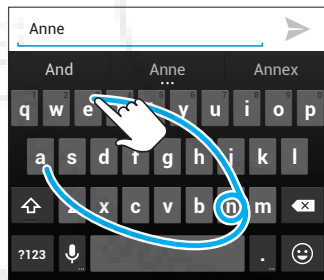 Anne
And Anne Annex
q w e y u i o p
a s d f g h j k l
z x c v b n m
?123 .